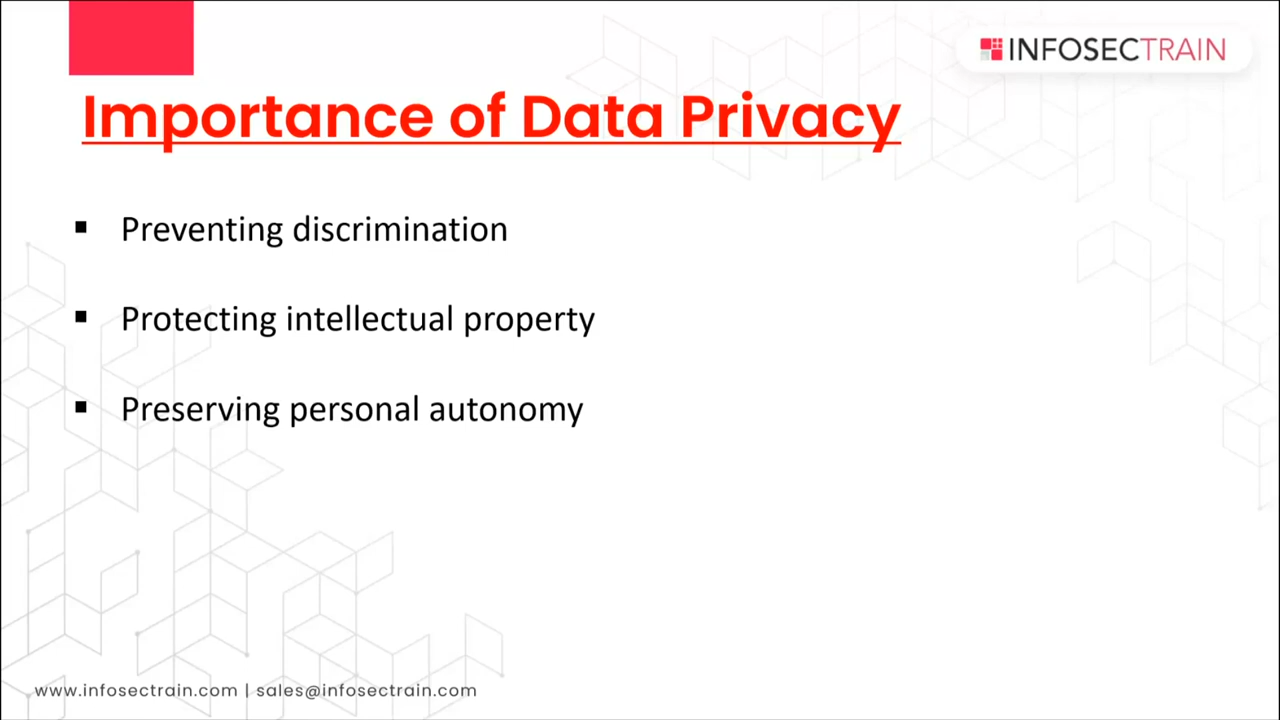 INFOSECTRAIN
Importance of Data Privacy
▪ Preventing discrimination
▪ Protecting intellectual property
▪ Preserving personal autonomy
www.infosectrain.com | sales@infosectrain.com